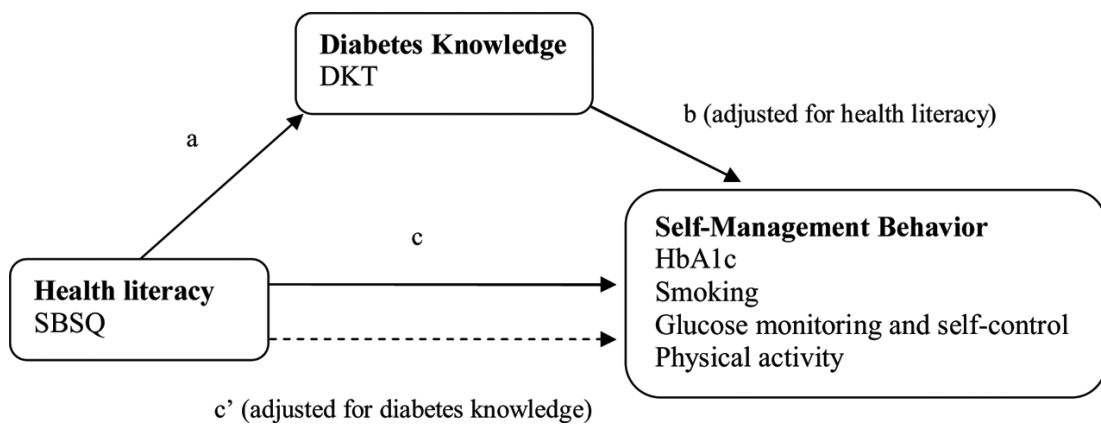 Diabetes Knowledge
DKT
a
b (adjusted for health literacy)
c
Health literacy
SBSQ
Self-Management Behavior
HbA1c
Smoking
Glucose monitoring and self-control
Physical activity
c’ (adjusted for diabetes knowledge)